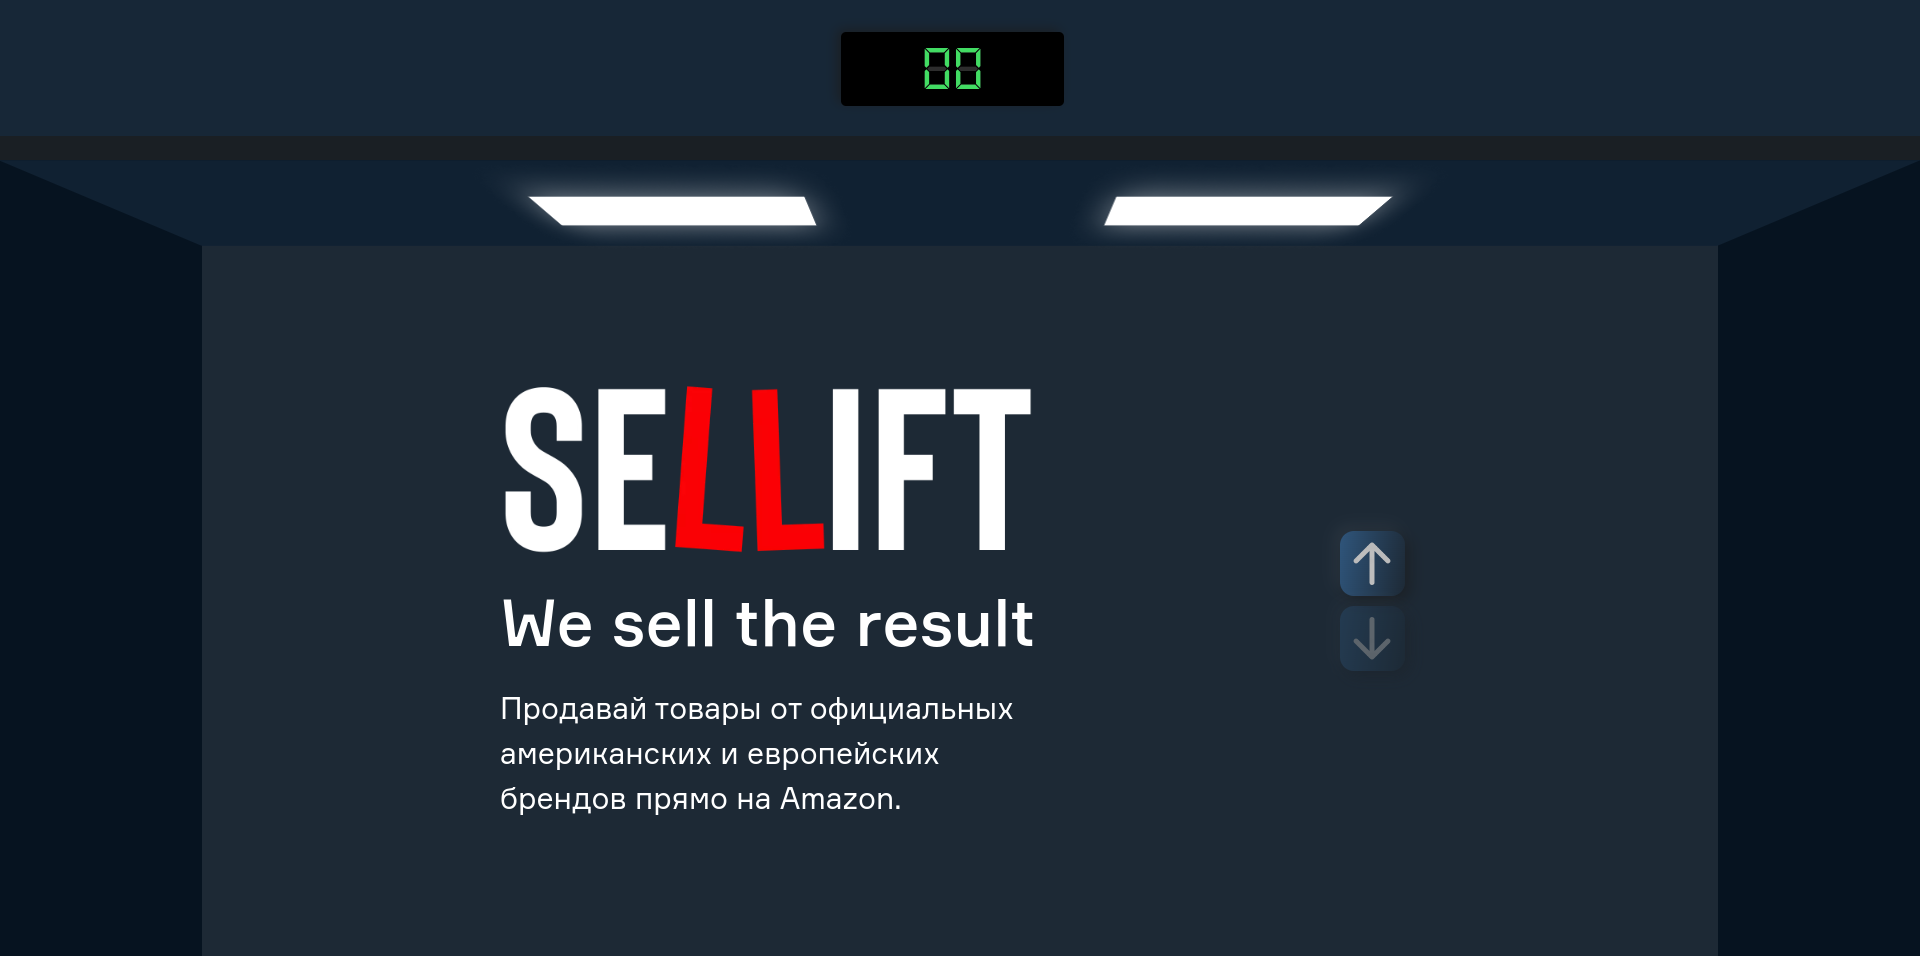 00
SELLIFT
We sell the result
Продавай товары от официальных
американских и европейских
брендов прямо на Amazon.